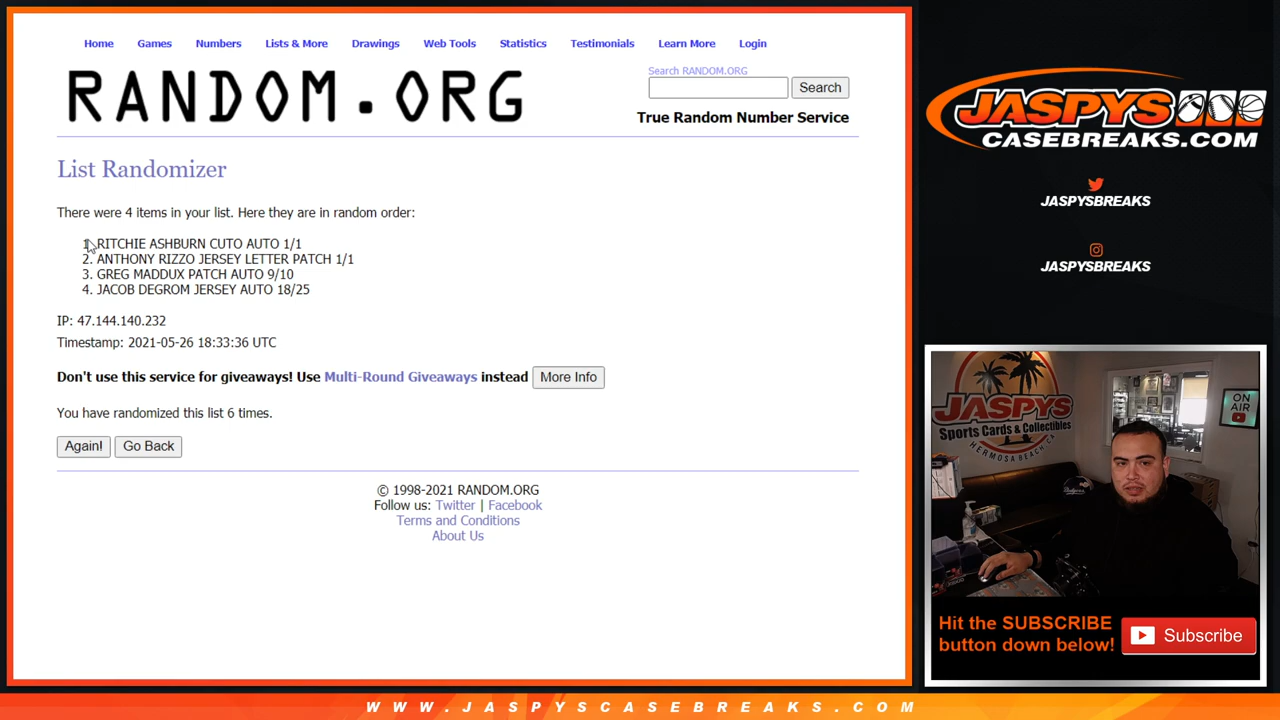 Home Games Numbers Lists & More Drawings Web Tools Statistics Testimonials Learn More Login
RANDOM.ORG
Search RANDOM.ORG
Search
True Random Number Service
List Randomizer
There were 4 items in your list. Here they are in random order:
1. RITCHIE ASHBURN CUTO AUTO 1/1
2. ANTHONY RIZZO JERSEY LETTER PATCH 1/1
3. GREG MADDUX PATCH AUTO 9/10
4. JACOB DEGROM JERSEY AUTO 18/25
IP: 47.144.140.232
Timestamp: 2021-05-26 18:33:36 UTC
Don't use this service for giveaways! Use Multi-Round Giveaways instead More Info
You have randomized this list 6 times.
Again! Go Back
© 1998-2021 RANDOM.ORG
Follow us: Twitter | Facebook
Terms and Conditions
About Us
JASPYS
CASEBREAKS.COM
JASPYSBREAKS
JASPYSBREAKS
JASPYS
Sports Cards & Collectibles
HERMOSA BEACH, CA
ON
AIR
Hit the SUBSCRIBE
button down below!
Subscribe
WWW.JASPYSCASEBREAKS.COM